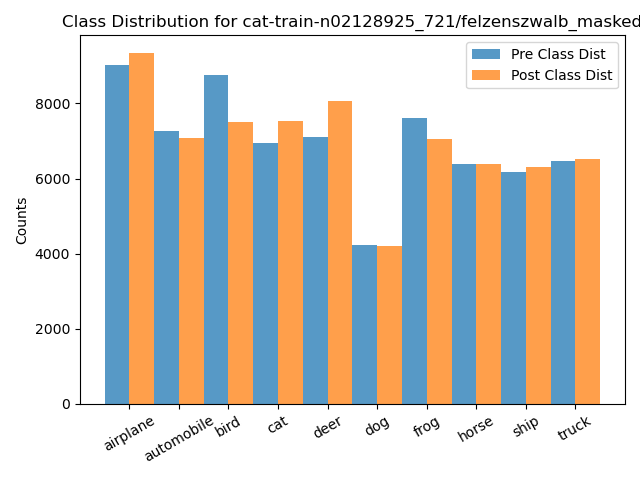 Class Distribution for cat-train-n02128925_721/felzenszwalb_masked
Pre Class Dist
Post Class Dist
8000
6000
4000
2000
0
Counts
airplane
automobile
bird
cat
deer
dog
frog
horse
ship
truck